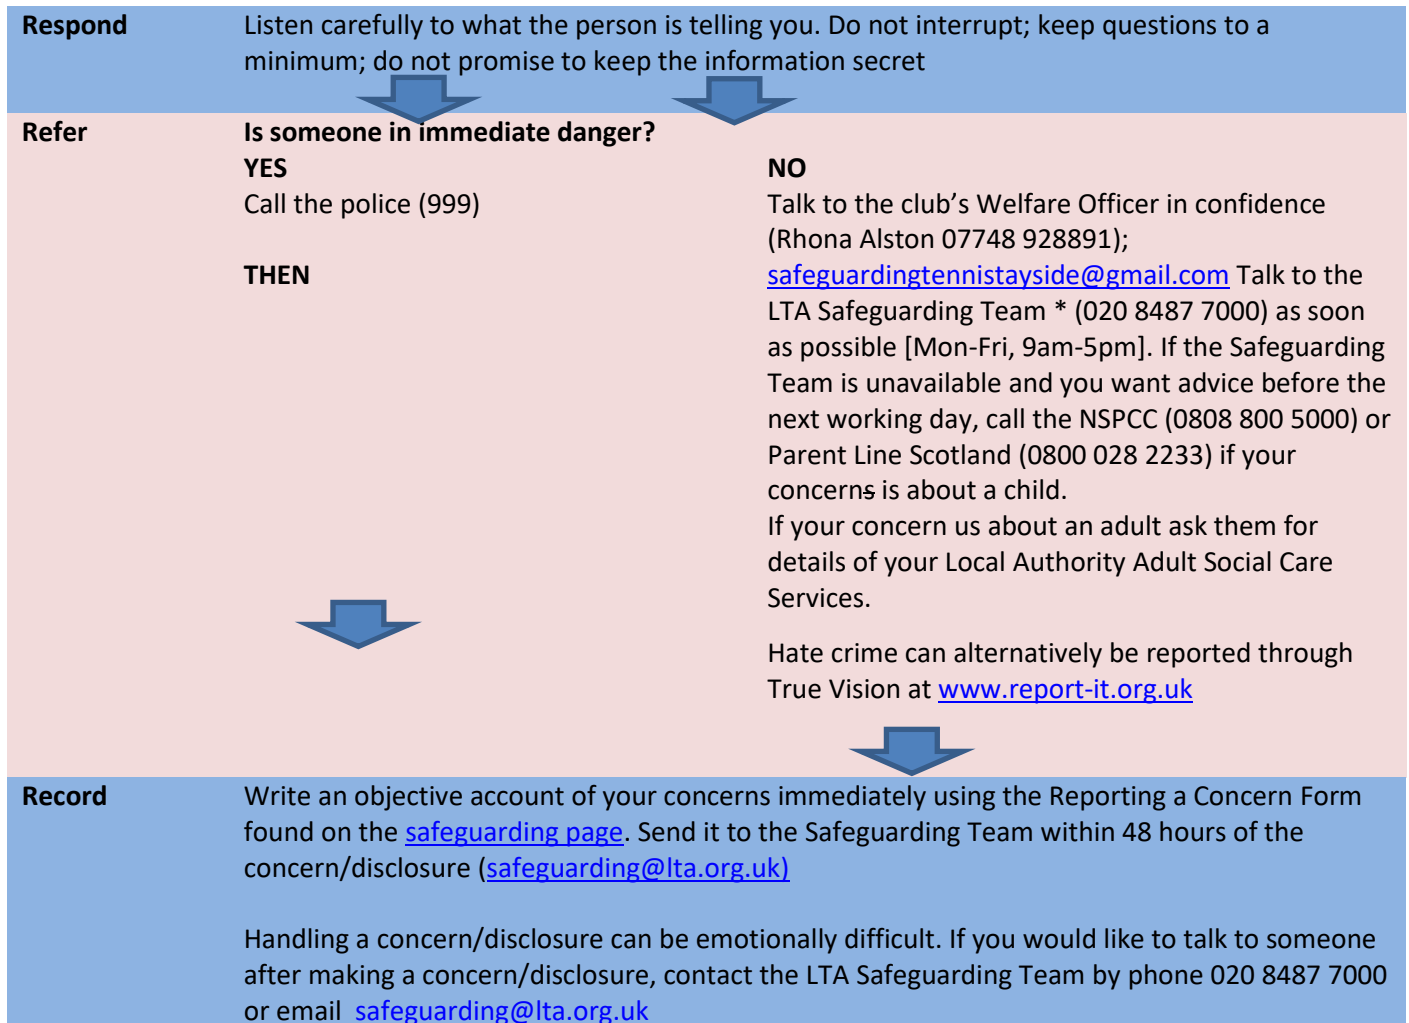 Respond
Listen carefully to what the person is telling you. Do not interrupt; keep questions to a
minimum; do not promise to keep the information secret
Refer
Is someone in immediate danger?
YES
Call the police (999)
THEN
NO
Talk to the club’s Welfare Officer in confidence
(Rhona Alston 07748 928891);
safeguardingtennistayside@gmail.com Talk to the
LTA Safeguarding Team * (020 8487 7000) as soon
as possible [Mon-Fri, 9am-5pm]. If the Safeguarding
Team is unavailable and you want advice before the
next working day, call the NSPCC (0808 800 5000) or
Parent Line Scotland (0800 028 2233) if your
concerns is about a child.
If your concern us about an adult ask them for
details of your Local Authority Adult Social Care
Services.
Hate crime can alternatively be reported through
True Vision at www.report-it.org.uk
Record
Write an objective account of your concerns immediately using the Reporting a Concern Form
found on the safeguarding page. Send it to the Safeguarding Team within 48 hours of the
concern/disclosure (safeguarding@lta.org.uk)
Handling a concern/disclosure can be emotionally difficult. If you would like to talk to someone
after making a concern/disclosure, contact the LTA Safeguarding Team by phone 020 8487 7000
or email safeguarding@lta.org.uk